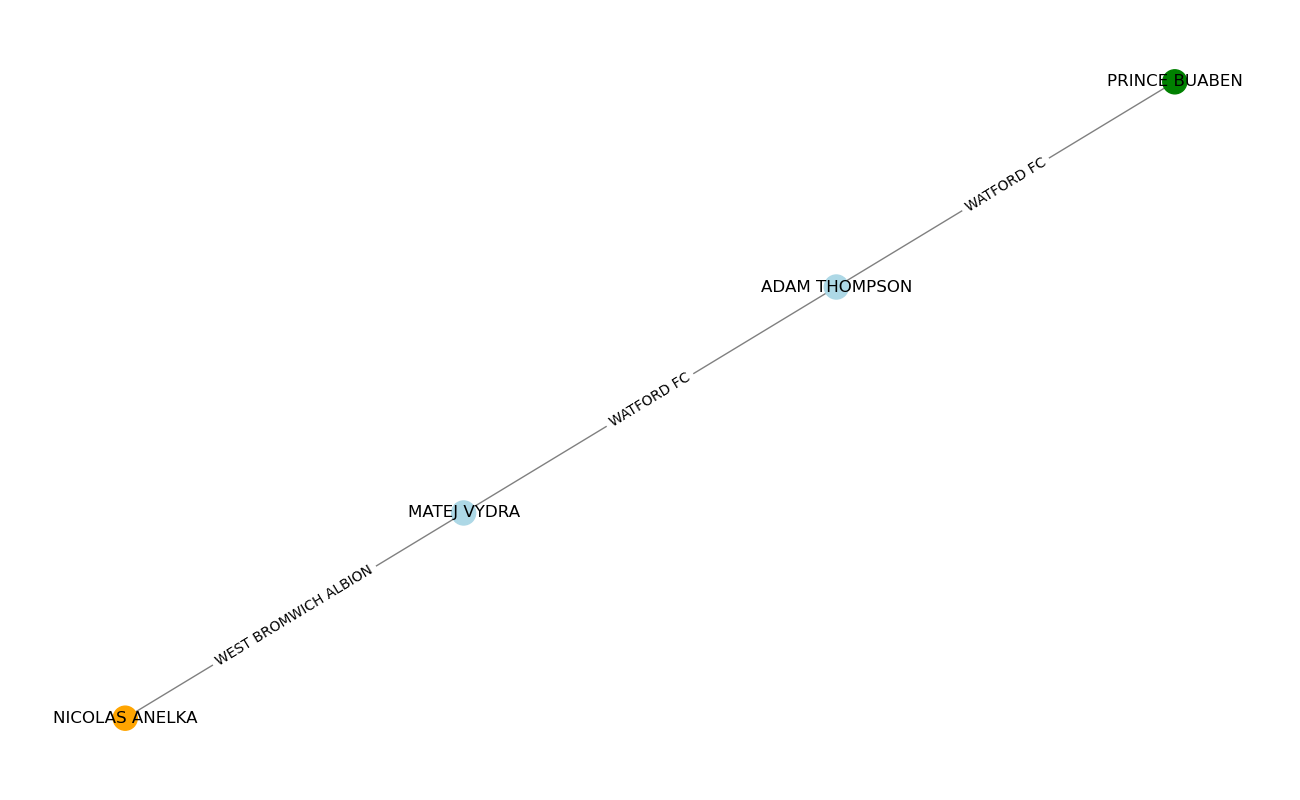 PRINCE BUABEN
WATFORD FC
ADAM THOMPSON
WATFORD FC
MATEJ VYDRA
WEST BROMWICH ALBION
NICOLAS ANELKA